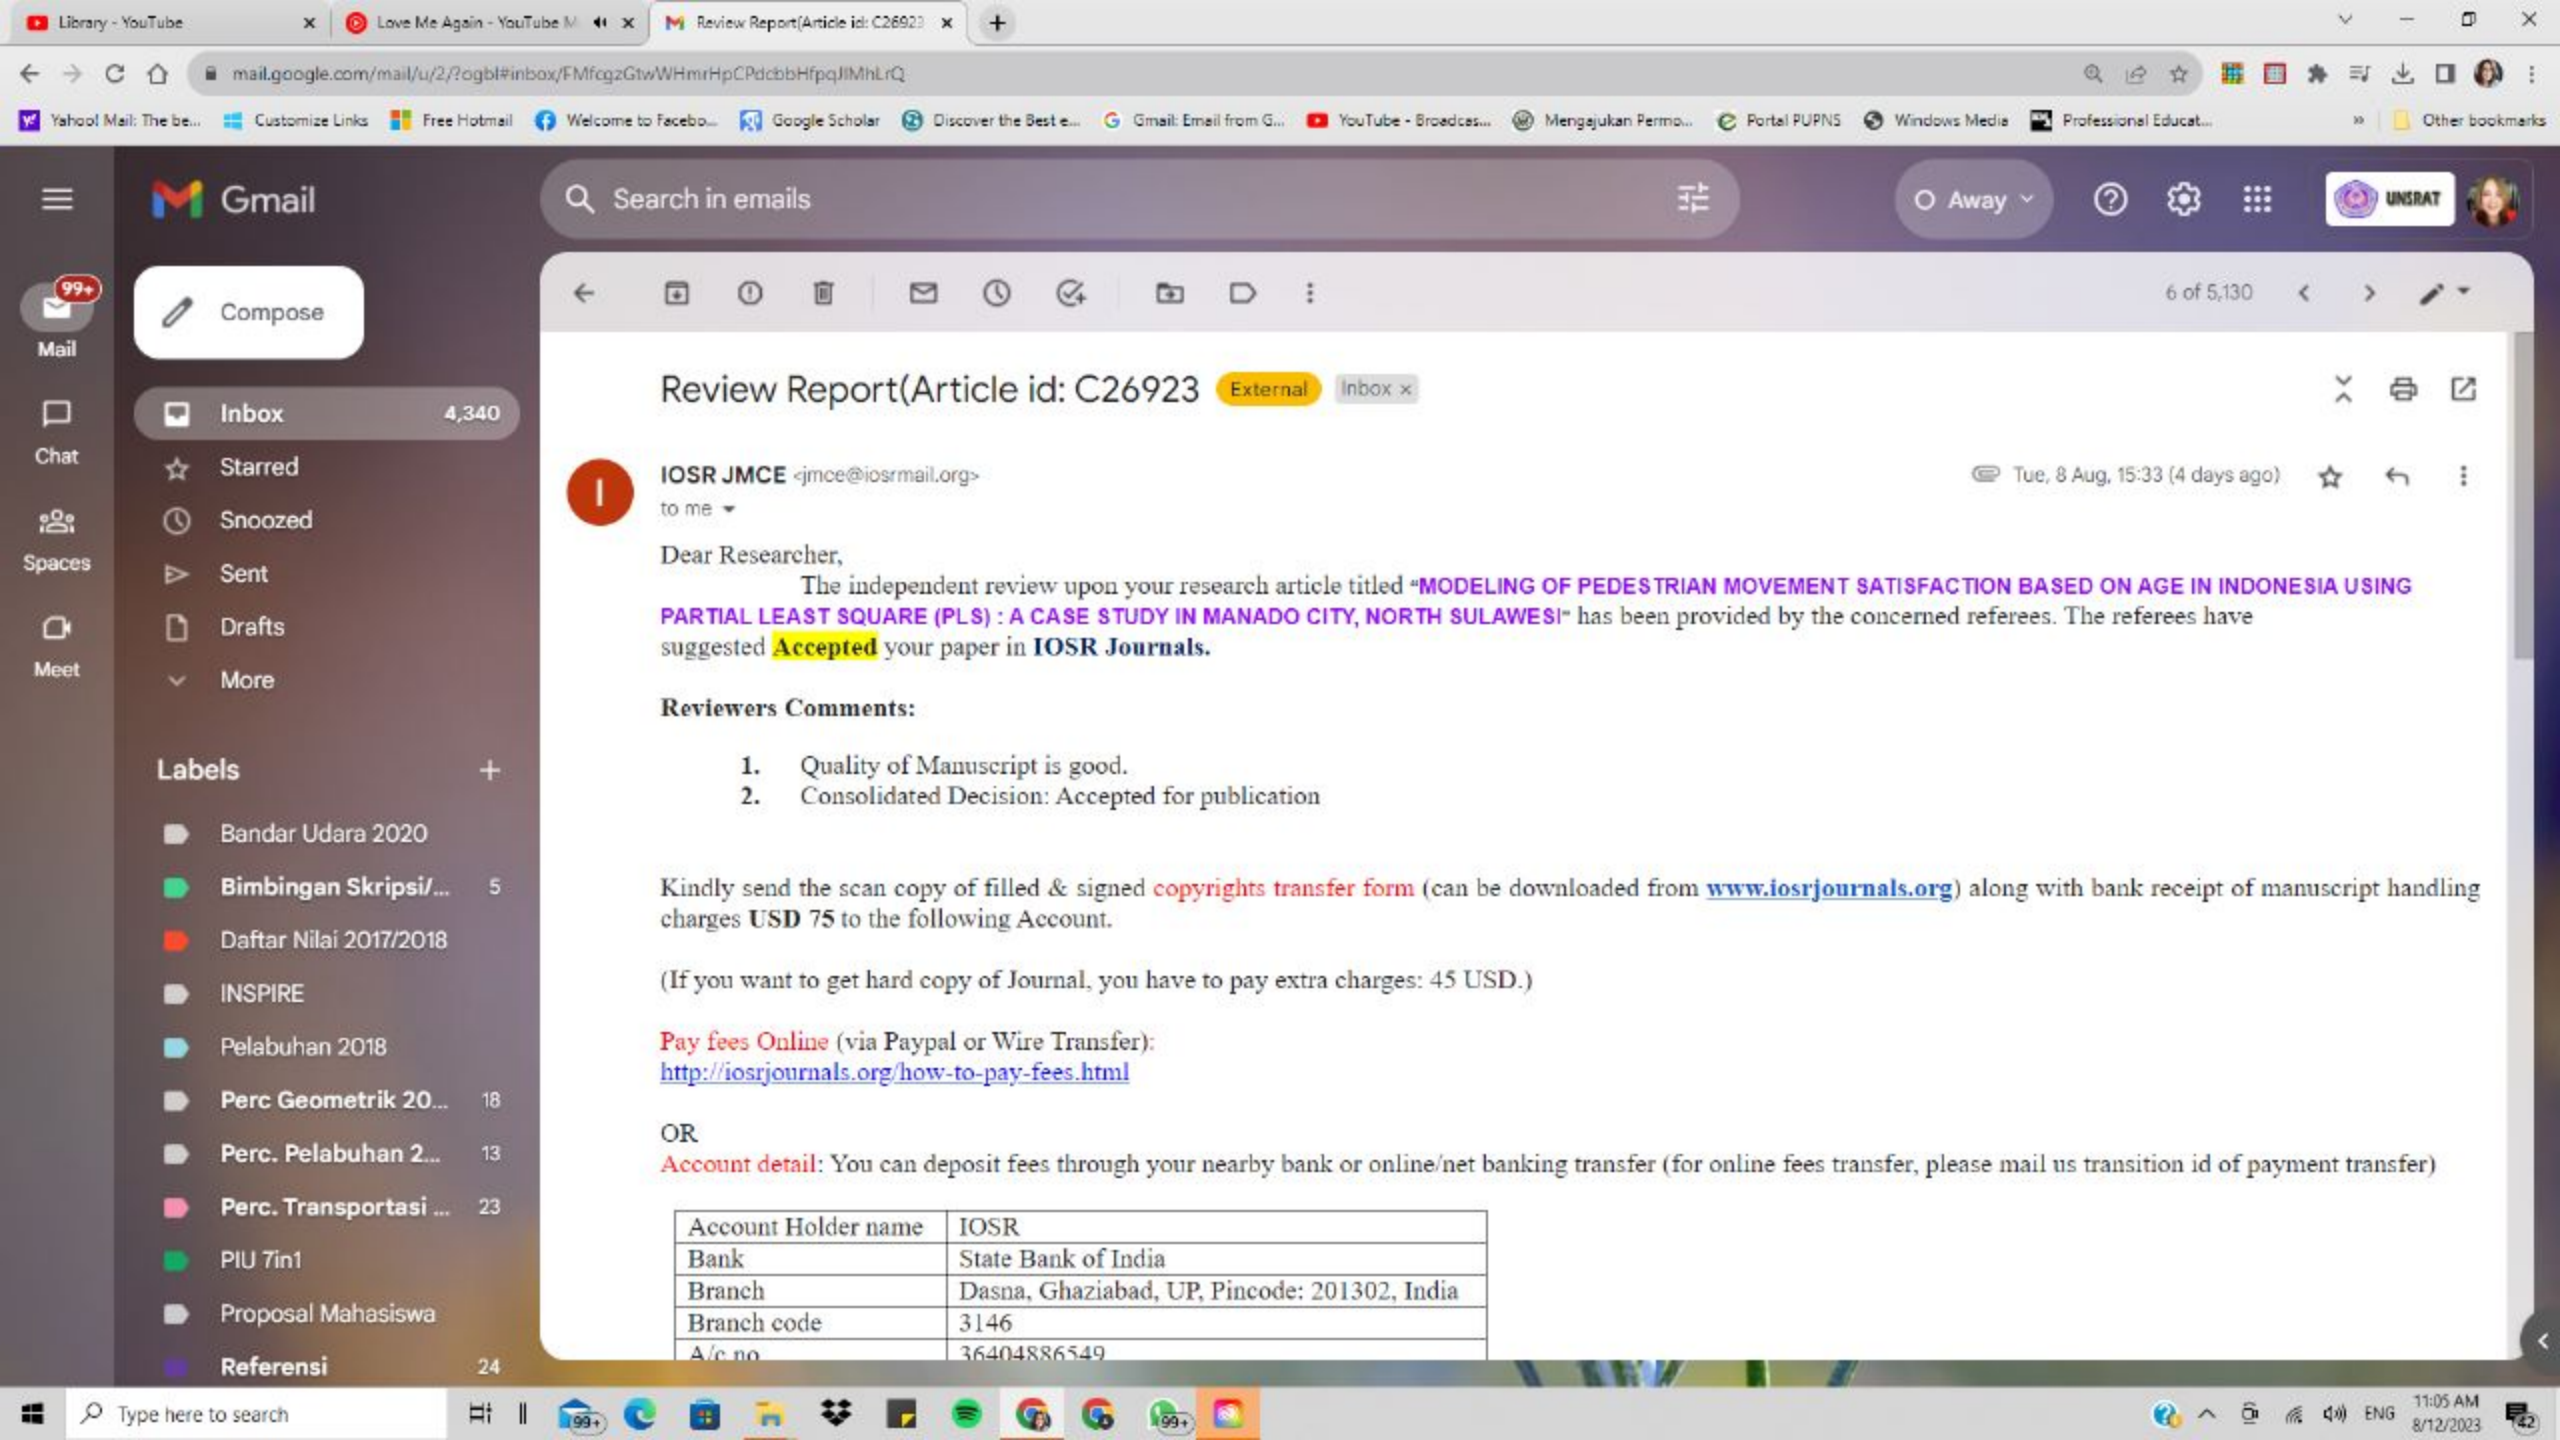 Library - YouTube
Love Me Again - YouTube M
Review Report(Article id: C26923
mail.google.com/mail/u/2/?ogbl#inbox/FMfcgzGtwWHmrHpCPdcbbHfpqJlMhLrQ
Yahoo! Mail: The be...
Customize Links
Free Hotmail
Welcome to Facebo...
Google Scholar
Discover the Best e...
Gmail: Email from G...
YouTube - Broadcas...
Mengajukan Permo...
Portal PUPNS
Windows Media
Professional Educat...
Other bookmarks
Gmail
Search in emails
Away
UNSRAT
99+
Mail
Chat
Spaces
Meet
Compose
Inbox 4,340
Starred
Snoozed
Sent
Drafts
More
Labels
Bandar Udara 2020
Bimbingan Skripsi/... 5
Daftar Nilai 2017/2018
INSPIRE
Pelabuhan 2018
Perc Geometrik 20... 18
Perc. Pelabuhan 2... 13
Perc. Transportasi ... 23
PIU 7in1
Proposal Mahasiswa
Referensi 24
6 of 5,130
Review Report(Article id: C26923 External Inbox x
I
IOSR JMCE <jmce@iosrmail.org>
Tue, 8 Aug, 15:33 (4 days ago)
to me
Dear Researcher,
The independent review upon your research article titled “MODELING OF PEDESTRIAN MOVEMENT SATISFACTION BASED ON AGE IN INDONESIA USING
PARTIAL LEAST SQUARE (PLS) : A CASE STUDY IN MANADO CITY, NORTH SULAWESI” has been provided by the concerned referees. The referees have
suggested Accepted your paper in IOSR Journals.
Reviewers Comments:
1. Quality of Manuscript is good.
2. Consolidated Decision: Accepted for publication
Kindly send the scan copy of filled & signed copyrights transfer form (can be downloaded from www.iosrjournals.org) along with bank receipt of manuscript handling
charges USD 75 to the following Account.
(If you want to get hard copy of Journal, you have to pay extra charges: 45 USD.)
Pay fees Online (via Paypal or Wire Transfer):
http://iosrjournals.org/how-to-pay-fees.html
OR
Account detail: You can deposit fees through your nearby bank or online/net banking transfer (for online fees transfer, please mail us transition id of payment transfer)
Account Holder name IOSR
Bank State Bank of India
Branch Dasna, Ghaziabad, UP, Pincode: 201302, India
Branch code 3146
A/c no 36404886549
Type here to search
99+
99+
ENG
11:05 AM
8/12/2023
42